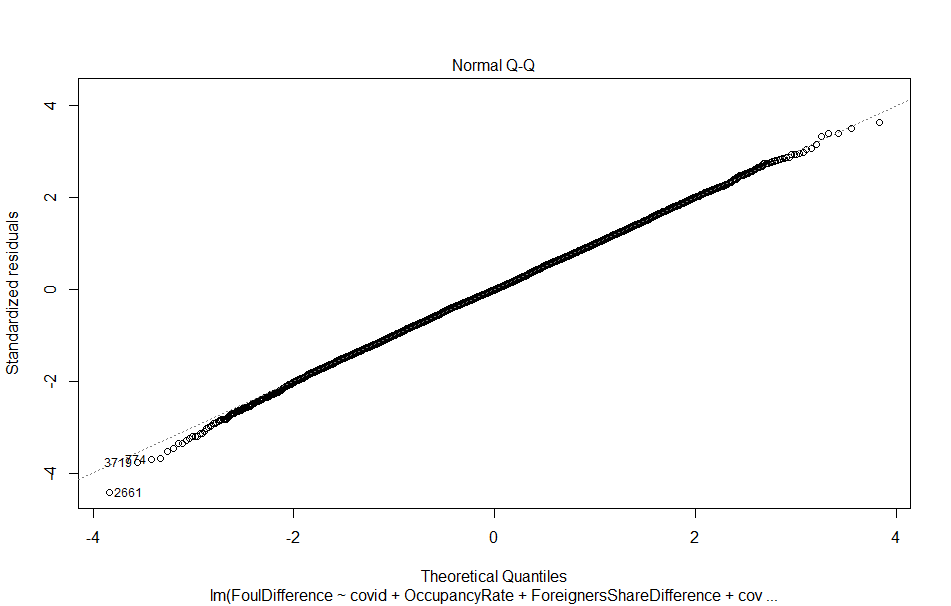 Normal Q-Q
4
2
0
-2
-4
Standardized residuals
3719
774
2661
-4 -2 0 2 4
Theoretical Quantiles
lm(FoulDifference ~ covid + OccupancyRate + ForeignersShareDifference + cov ...